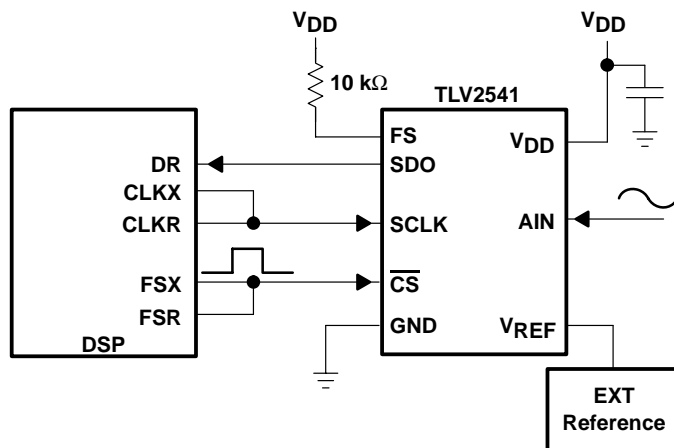 VDD
VDD
10 kΩ
TLV2541
FS
VDD
DR
SDO
CLKX
CLKR
SCLK
AIN
FSX
CS
FSR
GND
VREF
DSP
EXT
Reference